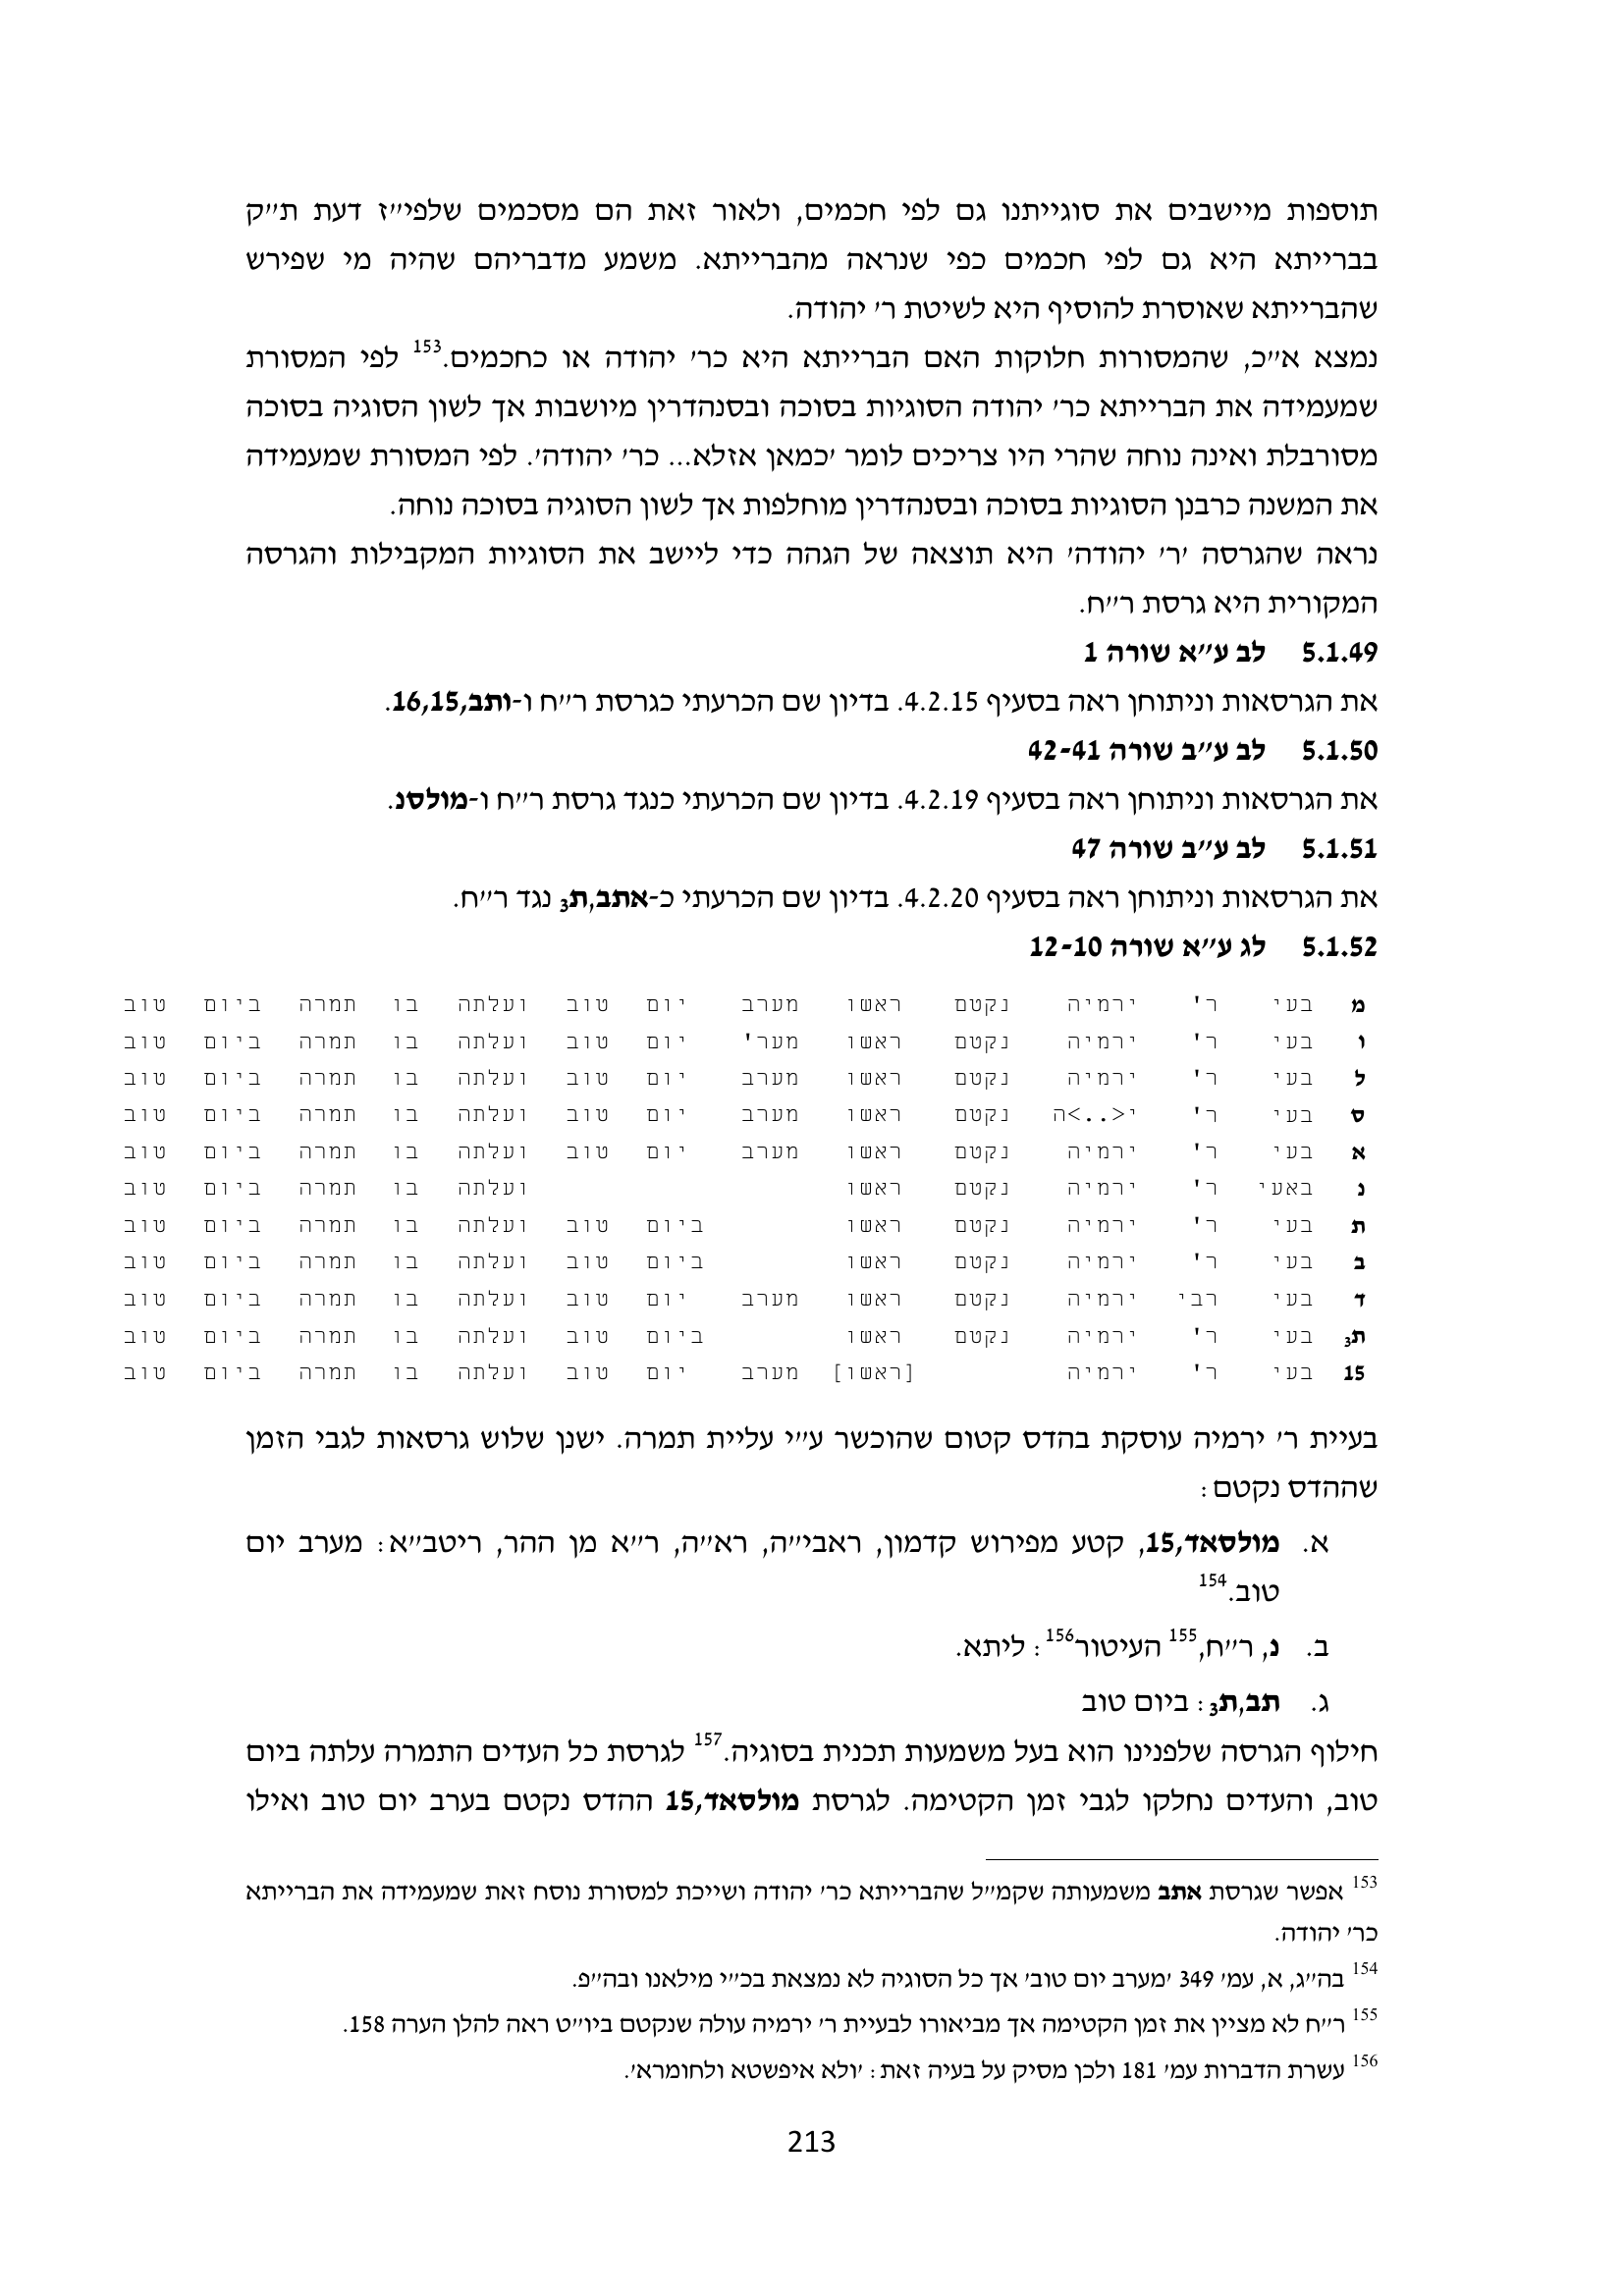 תוספות מיישבים את סוגייתנו גם לפי חכמים, ולאור זאת הם מסכמים שלפי״ז דעת ת״ק
בברייתא היא גם לפי חכמים כפי שנראה מהברייתא. משמע מדבריהם שהיה מי שפירש
שהברייתא שאוסרת להוסיף היא לשיטת ר׳ יהודה.
נמצא א״כ, שהמסורות חלוקות האם הברייתא היא כר׳ יהודה או כחכמים.153 לפי המסורת
שמעמידה את הברייתא כר׳ יהודה הסוגיות בסוכה ובסנהדרין מיושבות אך לשון הסוגיה בסוכה
מסורבלת ואינה נוחה שהרי היו צריכים לומר ׳כמאן אזלא... כר׳ יהודה׳. לפי המסורת שמעמידה
את המשנה כרבנן הסוגיות בסוכה ובסנהדרין מוחלפות אך לשון הסוגיה בסוכה נוחה.
נראה שהגרסה ׳ר׳ יהודה׳ היא תוצאה של הגהה כדי ליישב את הסוגיות המקבילות והגרסה
המקורית היא גרסת ר״ח.
5.1.49 לב ע״א שורה 1
את הגרסאות וניתוחן ראה בסעיף 4.2.15. בדיון שם הכרעתי כגרסת ר״ח ו-ותב,16,15.
5.1.50 לב ע״ב שורה 42-41
את הגרסאות וניתוחן ראה בסעיף 4.2.19. בדיון שם הכרעתי כנגד גרסת ר״ח ו-מולסנ.
5.1.51 לב ע״ב שורה 47
את הגרסאות וניתוחן ראה בסעיף 4.2.20. בדיון שם הכרעתי כ-אתב,ת3 נגד ר״ח.
5.1.52 לג ע״א שורה 12-10
מ בעי ר' ירמיה נקטם ראשו מערב יום טוב ועלתה בו תמרה ביום טוב
ו בעי ר' ירמיה נקטם ראשו מער' יום טוב ועלתה בו תמרה ביום טוב
ל בעי ר' ירמיה נקטם ראשו מערב יום טוב ועלתה בו תמרה ביום טוב
ס בעי ר' י<..>ה נקטם ראשו מערב יום טוב ועלתה בו תמרה ביום טוב
א בעי ר' ירמיה נקטם ראשו מערב יום טוב ועלתה בו תמרה ביום טוב
נ באעי ר' ירמיה נקטם ראשו ועלתה בו תמרה ביום טוב
ת בעי ר' ירמיה נקטם ראשו ביום טוב ועלתה בו תמרה ביום טוב
ב בעי ר' ירמיה נקטם ראשו ביום טוב ועלתה בו תמרה ביום טוב
ד בעי רבי ירמיה נקטם ראשו מערב יום טוב ועלתה בו תמרה ביום טוב
ת3 בעי ר' ירמיה נקטם ראשו ביום טוב ועלתה בו תמרה ביום טוב
15 בעי ר' ירמיה [ראשו] מערב יום טוב ועלתה בו תמרה ביום טוב
בעיית ר׳ ירמיה עוסקת בהדס קטום שהוכשר ע״י עליית תמרה. ישנן שלוש גרסאות לגבי הזמן
שההדס נקטם:
א. מולסאד,15, קטע מפירוש קדמון, ראבי״ה, רא״ה, ר״א מן ההר, ריטב״א: מערב יום
טוב.154
ב. נ, ר״ח,155 העיטור156: ליתא.
ג. תב,ת3: ביום טוב
חילוף הגרסה שלפנינו הוא בעל משמעות תכנית בסוגיה.157 לגרסת כל העדים התמרה עלתה ביום
טוב, והעדים נחלקו לגבי זמן הקטימה. לגרסת מולסאד,15 ההדס נקטם בערב יום טוב ואילו
153 אפשר שגרסת אתב משמעותה שקמ״ל שהברייתא כר׳ יהודה ושייכת למסורת נוסח זאת שמעמידה את הברייתא
כר׳ יהודה.
154 בה״ג, א, עמ׳ 349 ׳מערב יום טוב׳ אך כל הסוגיה לא נמצאת בכ״י מילאנו ובה״פ.
155 ר״ח לא מציין את זמן הקטימה אך מביאורו לבעיית ר׳ ירמיה עולה שנקטם ביו״ט ראה להלן הערה 158.
156 עשרת הדברות עמ׳ 181 ולכן מסיק על בעיה זאת: ׳ולא איפשטא ולחומרא׳.
213